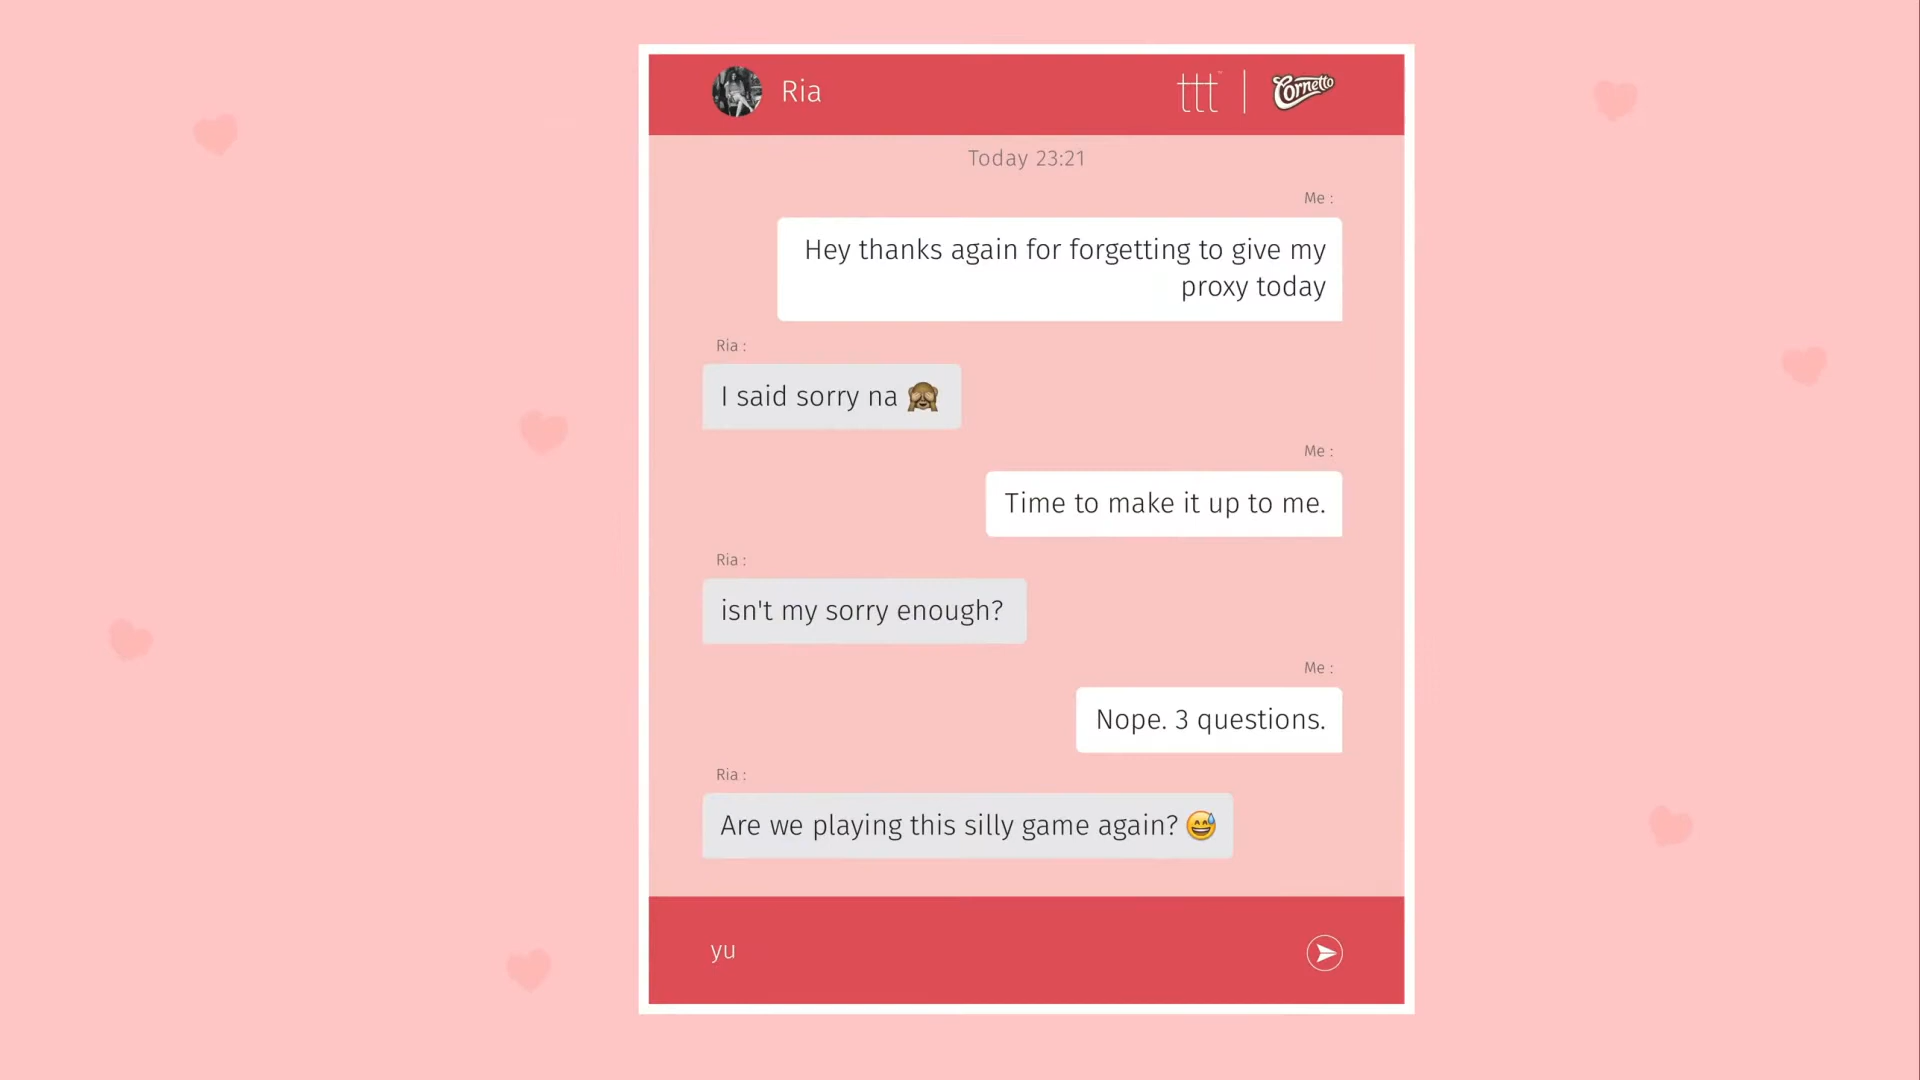 Ria
ttt
Cornetto
Today 23:21
Me :
Hey thanks again for forgetting to give my
proxy today
Ria :
I said sorry na 🙈
Me :
Time to make it up to me.
Ria :
isn't my sorry enough?
Me :
Nope. 3 questions.
Ria :
Are we playing this silly game again? 😅
yu